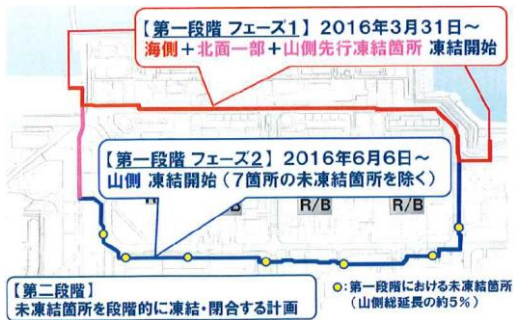 【第一段階 フェーズ1】 2016年3月31日～
海側＋北面一部＋山側先行凍結箇所 凍結開始
【第一段階 フェーズ2】 2016年6月6日～
山側 凍結開始（7箇所の未凍結箇所を除く）
R/B
R/B
R/B
【第二段階】
未凍結箇所を段階的に凍結・閉合する計画
：第一段階における未凍結箇所
（山側総延長の約5％）